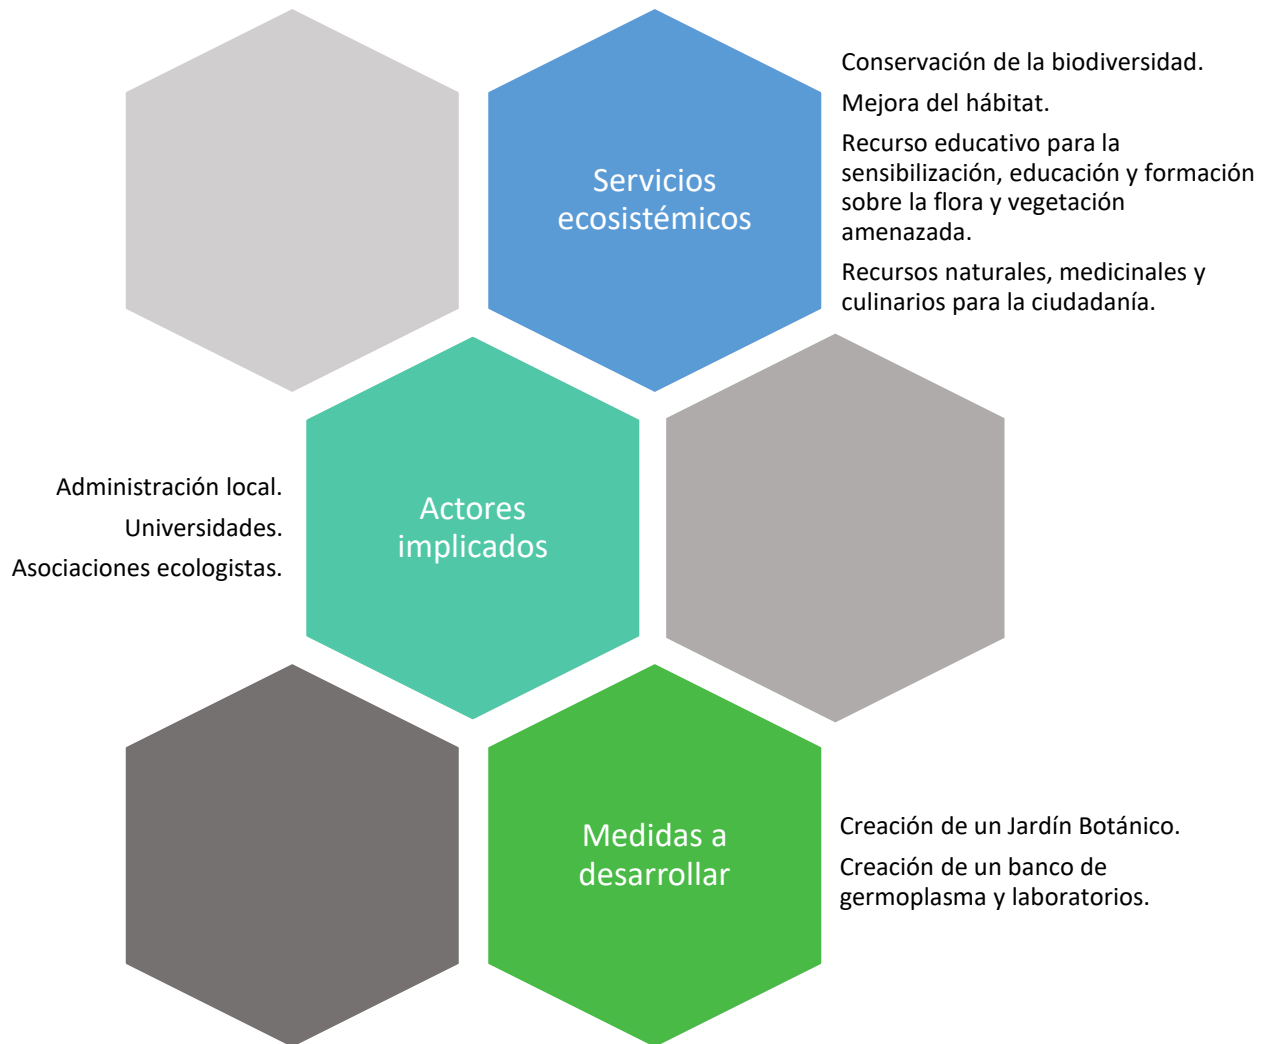 Servicios
ecosistémicos
Conservación de la biodiversidad.
Mejora del hábitat.
Recurso educativo para la
sensibilización, educación y formación
sobre la flora y vegetación
amenazada.
Recursos naturales, medicinales y
culinarios para la ciudadanía.
Administración local.
Universidades.
Asociaciones ecologistas.
Actores
implicados
Medidas a
desarrollar
Creación de un Jardín Botánico.
Creación de un banco de
germoplasma y laboratorios.